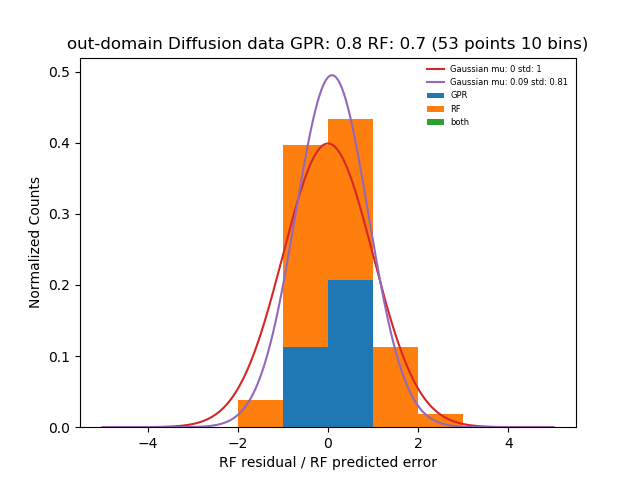 out-domain Diffusion data GPR: 0.8 RF: 0.7 (53 points 10 bins)
Gaussian mu: 0 std: 1
Gaussian mu: 0.09 std: 0.81
GPR
RF
both
Normalized Counts
0.5
0.4
0.3
0.2
0.1
0.0
−4 −2 0 2 4
RF residual / RF predicted error